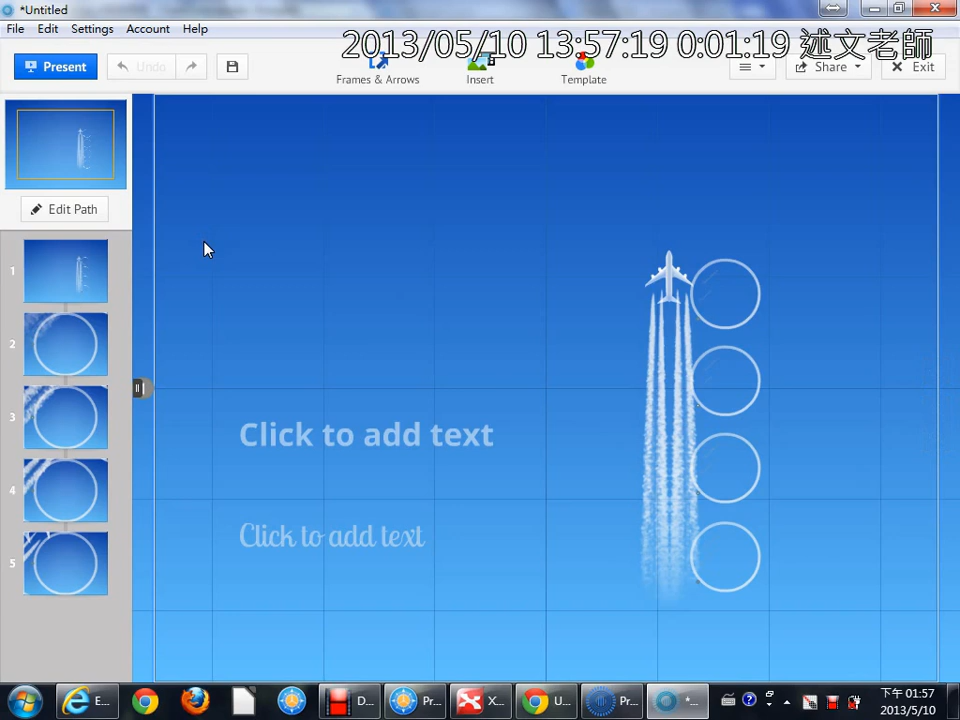 *Untitled
File Edit Settings Account Help
2013/05/10 13:57:19 0:01:19 述文老師
Present Undo Frames & Arrows Insert Template Share Exit
Edit Path
1
2
3
4
5
Click to add text
Click to add text
E... D... Pr... X... U... Pr... *...
下午 01:57
2013/5/10